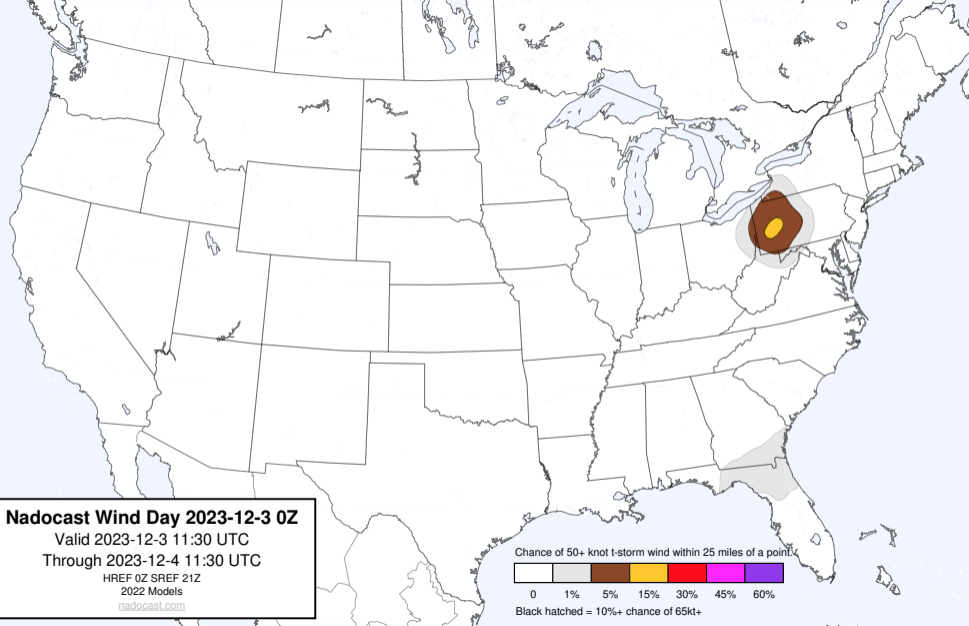 Nadocast Wind Day 2023-12-3 0Z
Valid 2023-12-3 11:30 UTC
Through 2023-12-4 11:30 UTC
HREF 0Z SREF 21Z
2022 Models
nadocast.com
Chance of 50+ knot t-storm wind within 25 miles of a point.
0 1% 5% 15% 30% 45% 60%
Black hatched = 10%+ chance of 65kt+